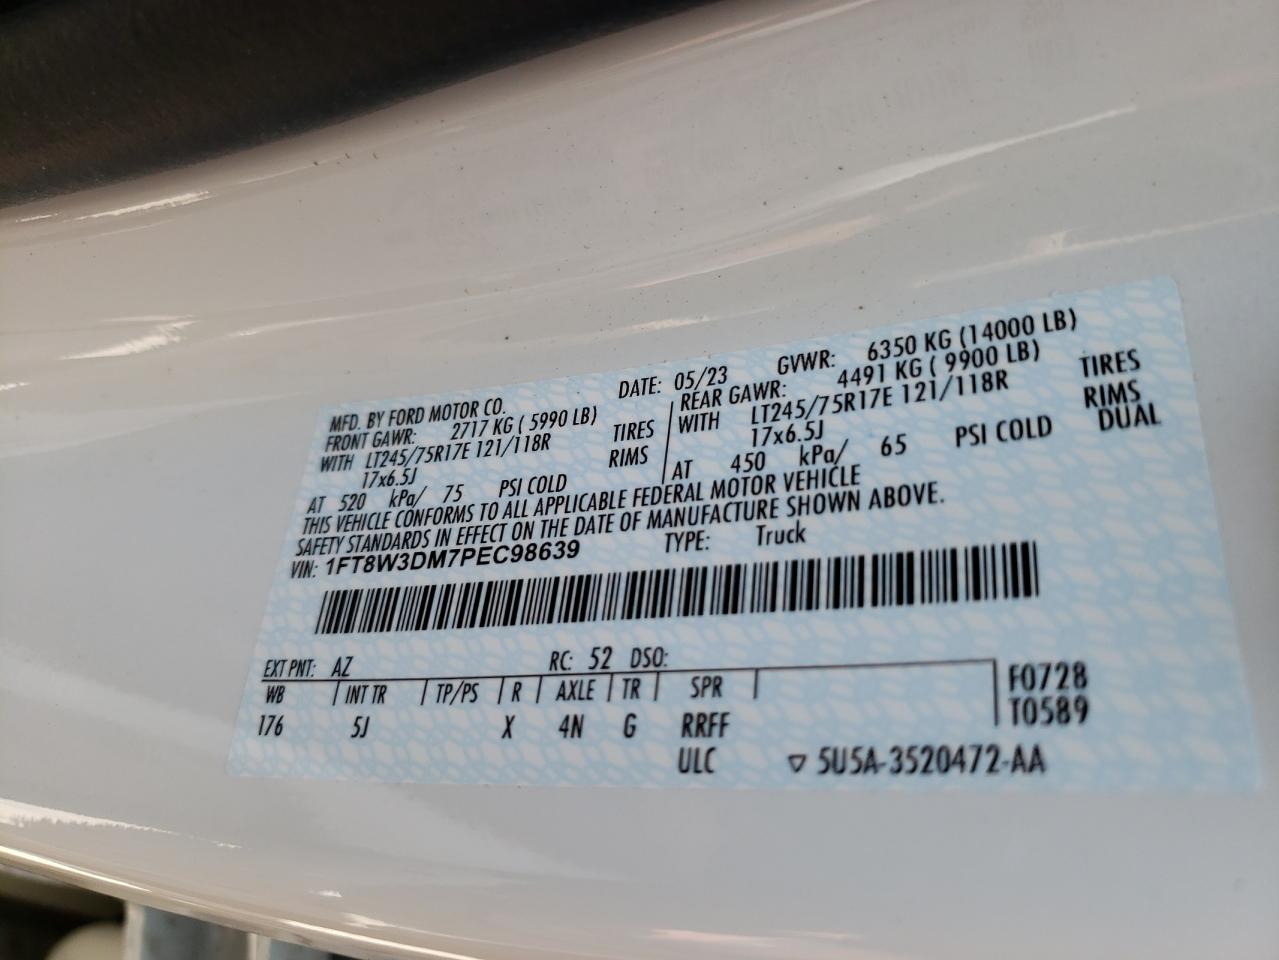 MFD. BY FORD MOTOR CO.
DATE: 05/23 GVWR: 6350 KG (14000 LB)
FRONT GAWR: 2717 KG ( 5990 LB)
WITH LT245/75R17E 121/118R TIRES
17x6.5J RIMS
AT 520 kPa/ 75 PSI COLD
REAR GAWR: 4491 KG ( 9900 LB)
WITH LT245/75R17E 121/118R TIRES
17x6.5J RIMS
AT 450 kPa/ 65 PSI COLD DUAL
THIS VEHICLE CONFORMS TO ALL APPLICABLE FEDERAL MOTOR VEHICLE
SAFETY STANDARDS IN EFFECT ON THE DATE OF MANUFACTURE SHOWN ABOVE.
VIN: 1FT8W3DM7PEC98639 TYPE: Truck
EXT PNT: AZ RC: 52 DSO:
WB INT TR TP/PS R AXLE TR SPR
176 5J X 4N G RRFF
F0728
T0589
ULC ▽ 5U5A-3520472-AA